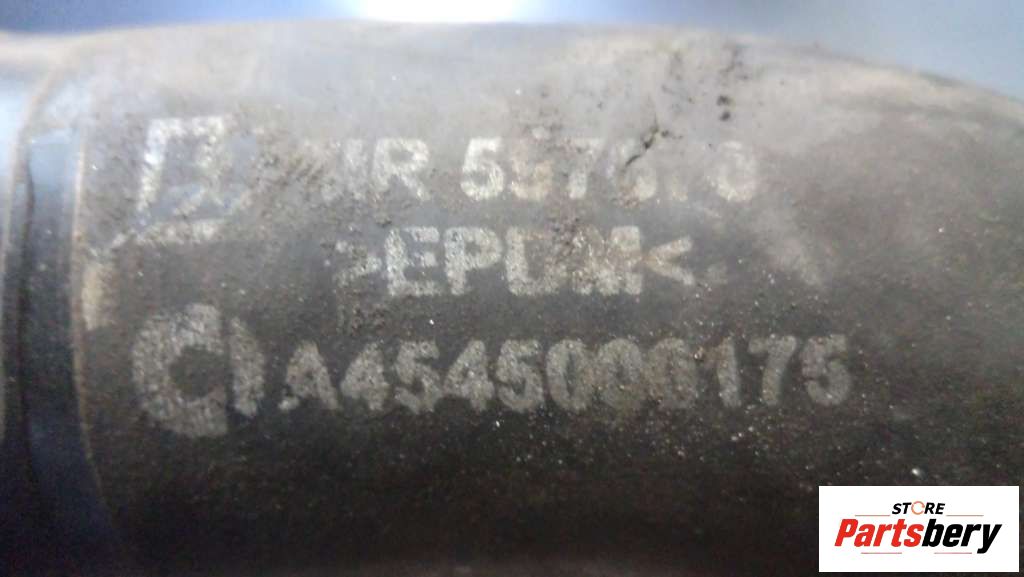 MR
>EPDM<
A4545000175
STORE
Partsbery